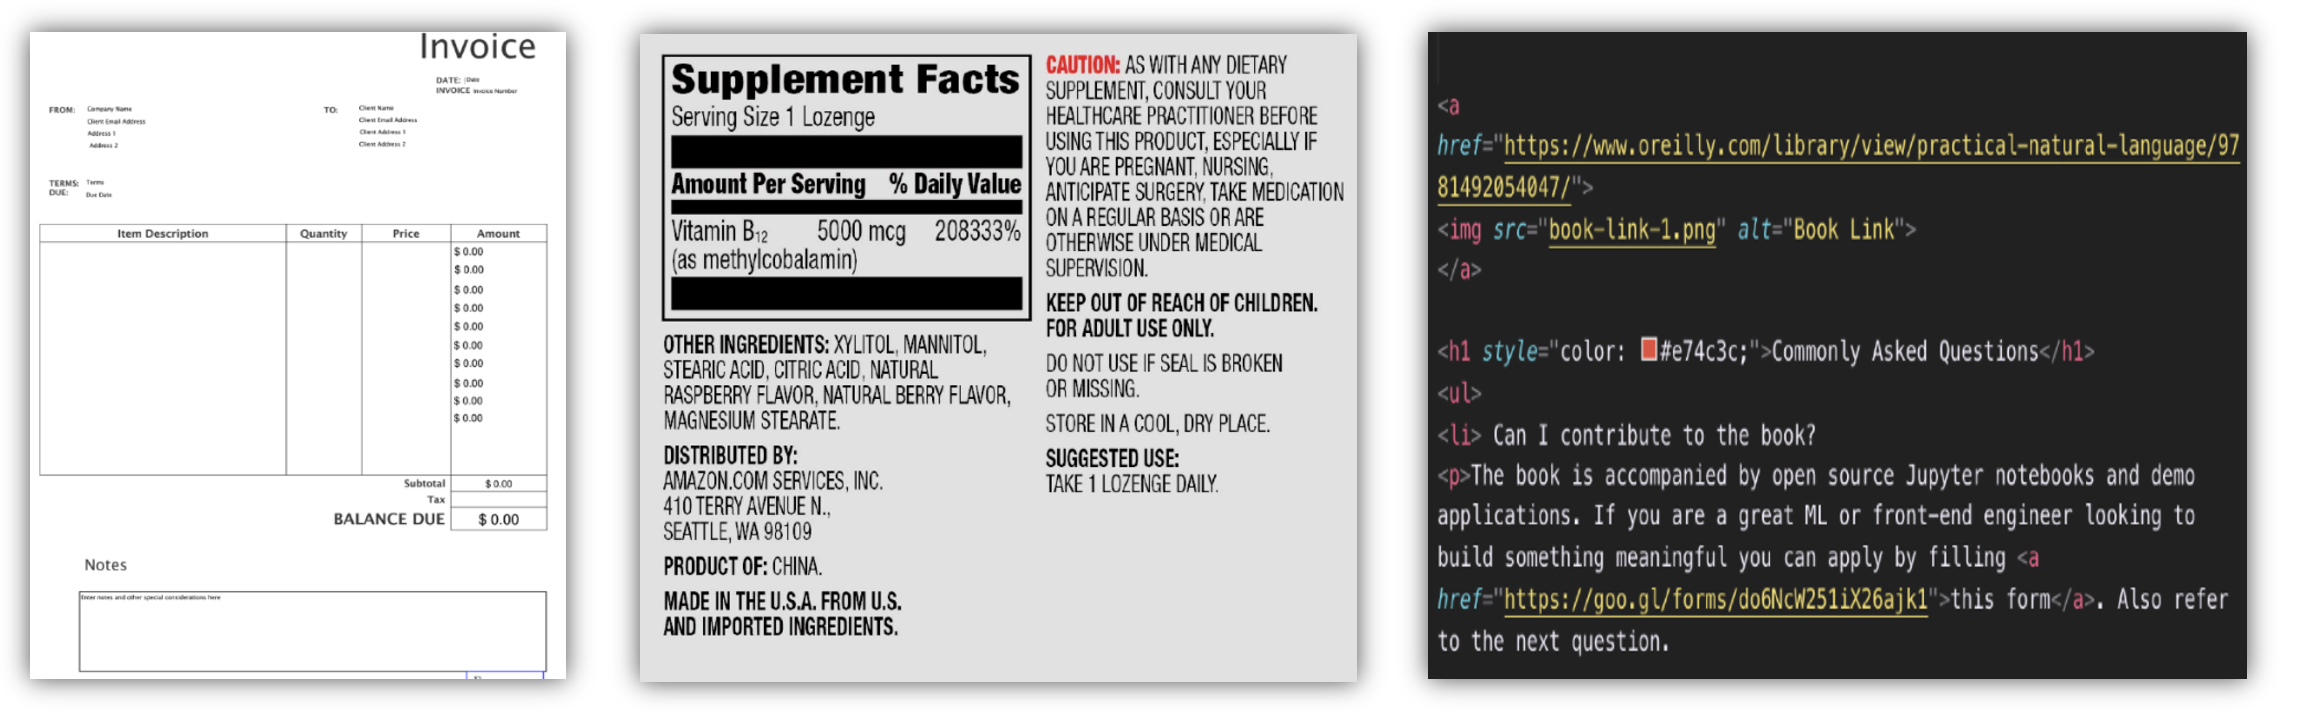 Invoice
DATE: Date
INVOICE Invoice Number
FROM: Company Name
Client Email Address
Address 1
Address 2
TO: Client Name
Client Email Address
Client Address 1
Client Address 2
TERMS: Terms
DUE: Due Date
Item Description Quantity Price Amount
$ 0.00
$ 0.00
$ 0.00
$ 0.00
$ 0.00
$ 0.00
$ 0.00
$ 0.00
$ 0.00
$ 0.00
Subtotal $ 0.00
Tax
BALANCE DUE $ 0.00
Notes
Enter notes and other special considerations here
Supplement Facts
Serving Size 1 Lozenge
Amount Per Serving % Daily Value
Vitamin B12 5000 mcg 208333%
(as methylcobalamin)
OTHER INGREDIENTS: XYLITOL, MANNITOL,
STEARIC ACID, CITRIC ACID, NATURAL
RASPBERRY FLAVOR, NATURAL BERRY FLAVOR,
MAGNESIUM STEARATE.
DISTRIBUTED BY:
AMAZON.COM SERVICES, INC.
410 TERRY AVENUE N.,
SEATTLE, WA 98109
PRODUCT OF: CHINA.
MADE IN THE U.S.A. FROM U.S.
AND IMPORTED INGREDIENTS.
CAUTION: AS WITH ANY DIETARY
SUPPLEMENT, CONSULT YOUR
HEALTHCARE PRACTITIONER BEFORE
USING THIS PRODUCT, ESPECIALLY IF
YOU ARE PREGNANT, NURSING,
ANTICIPATE SURGERY, TAKE MEDICATION
ON A REGULAR BASIS OR ARE
OTHERWISE UNDER MEDICAL
SUPERVISION.
KEEP OUT OF REACH OF CHILDREN.
FOR ADULT USE ONLY.
DO NOT USE IF SEAL IS BROKEN
OR MISSING.
STORE IN A COOL, DRY PLACE.
SUGGESTED USE:
TAKE 1 LOZENGE DAILY.
<a
href="https://www.oreilly.com/library/view/practical-natural-language/97
81492054047/">
<img src="book-link-1.png" alt="Book Link">
</a>
<h1 style="color: #e74c3c;">Commonly Asked Questions</h1>
<ul>
<li> Can I contribute to the book?
<p>The book is accompanied by open source Jupyter notebooks and demo
applications. If you are a great ML or front-end engineer looking to
build something meaningful you can apply by filling <a
href="https://goo.gl/forms/do6NcW251iX26ajk1">this form</a>. Also refer
to the next question.